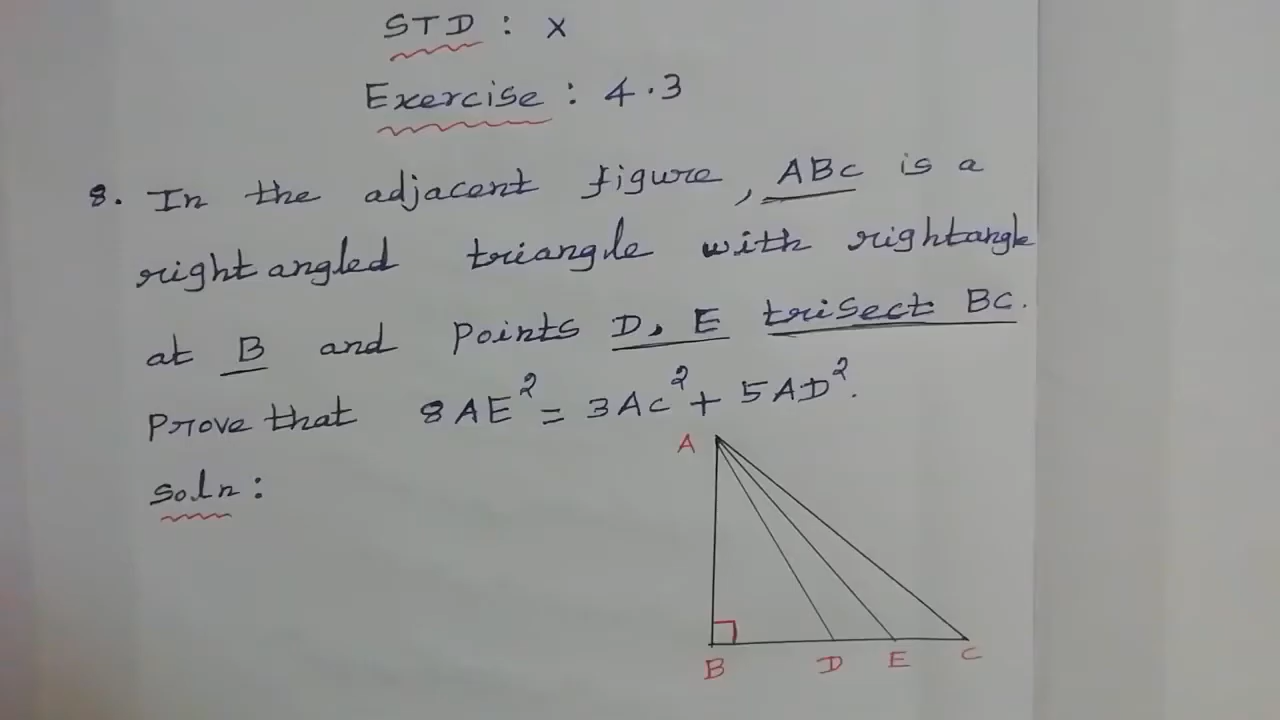 STD : X
Exercise : 4.3
8. In the adjacent figure, ABC is a
right angled triangle with rightangle
at B and Points D, E trisect BC.
Prove that 8AE² = 3AC² + 5AD².
Soln :
A
B D E C